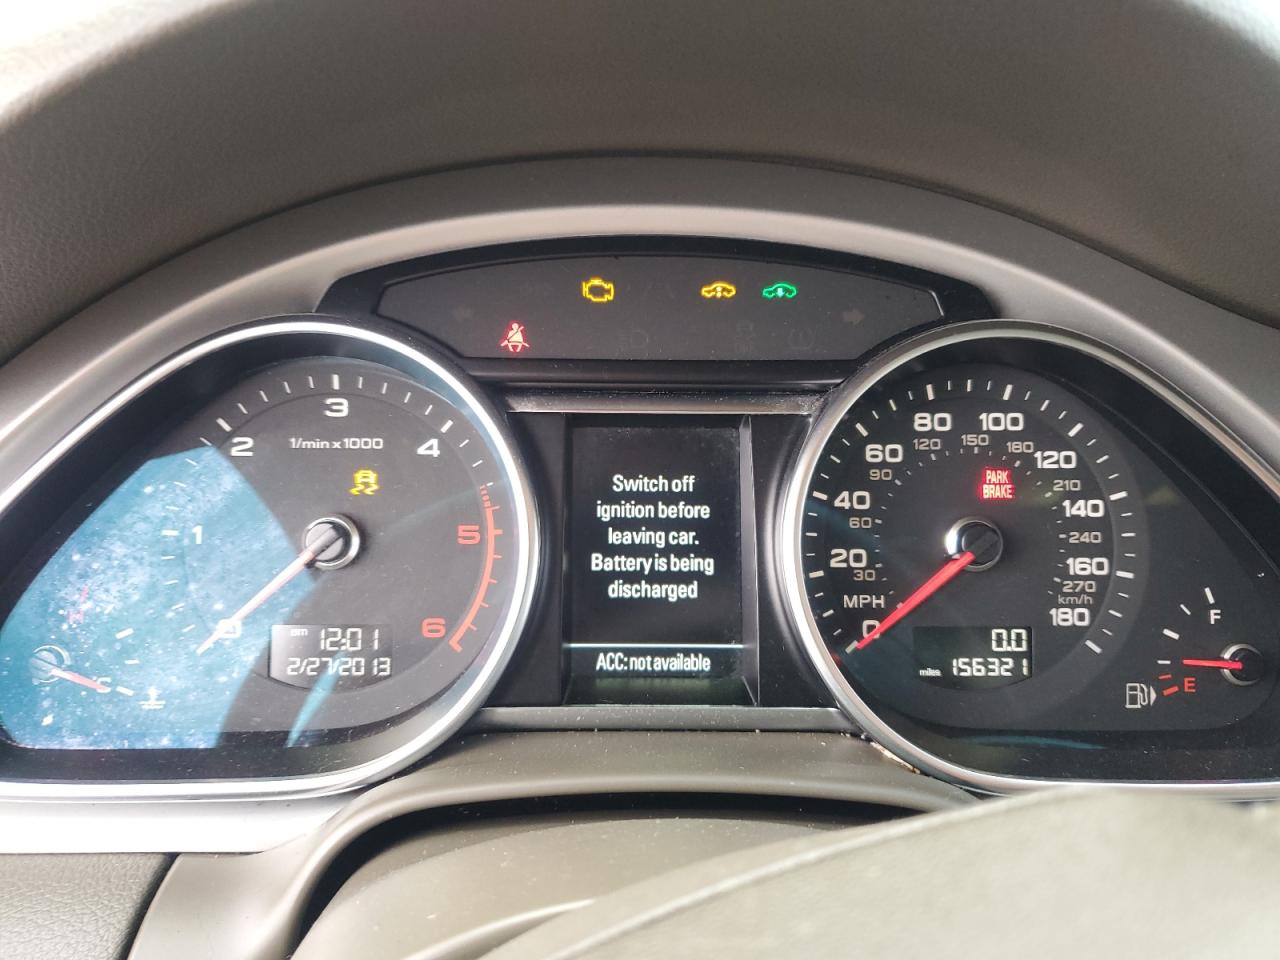 3
2
4
1/min x 1000
1
5
0
6
am 12:01
2/27/2013
C
Switch off
ignition before
leaving car.
Battery is being
discharged
ACC: not available
80 100
120 150 180
60 120
90 210
PARK
BRAKE
40 140
60 240
20 160
30 270
MPH km/h
0 180
0.0
miles 156321
F
E